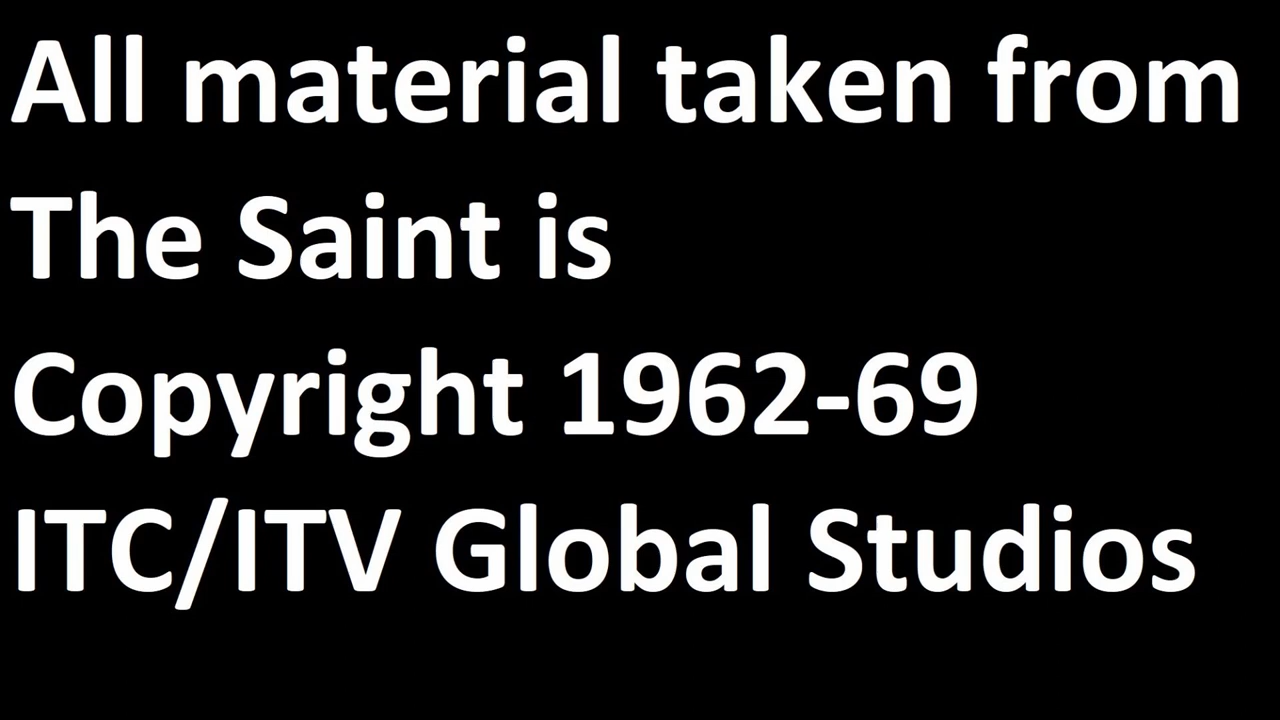 All material taken from
The Saint is
Copyright 1962-69
ITC/ITV Global Studios